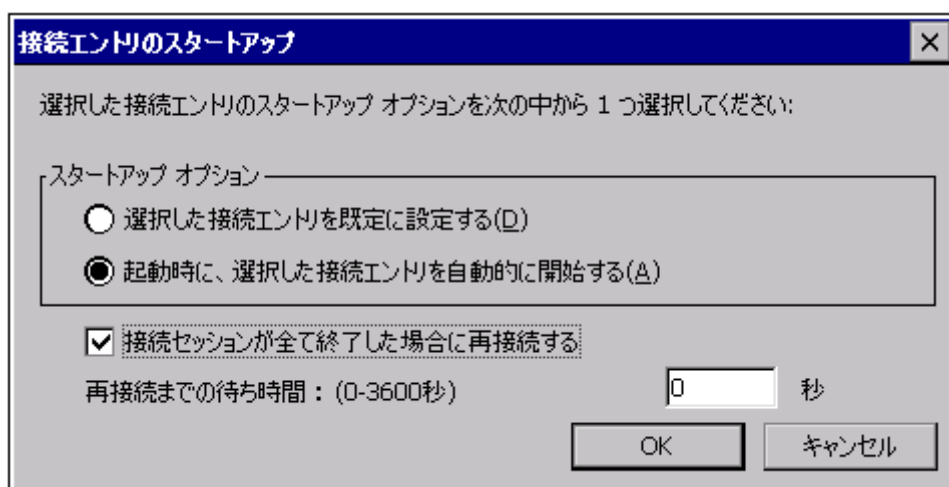 接続エントリのスタートアップ
選択した接続エントリのスタートアップ オプションを次の中から 1 つ選択してください:
スタートアップ オプション
選択した接続エントリを既定に設定する(D)
起動時に、選択した接続エントリを自動的に開始する(A)
接続セッションが全て終了した場合に再接続する
再接続までの待ち時間： (0-3600秒) 0 秒
OK キャンセル